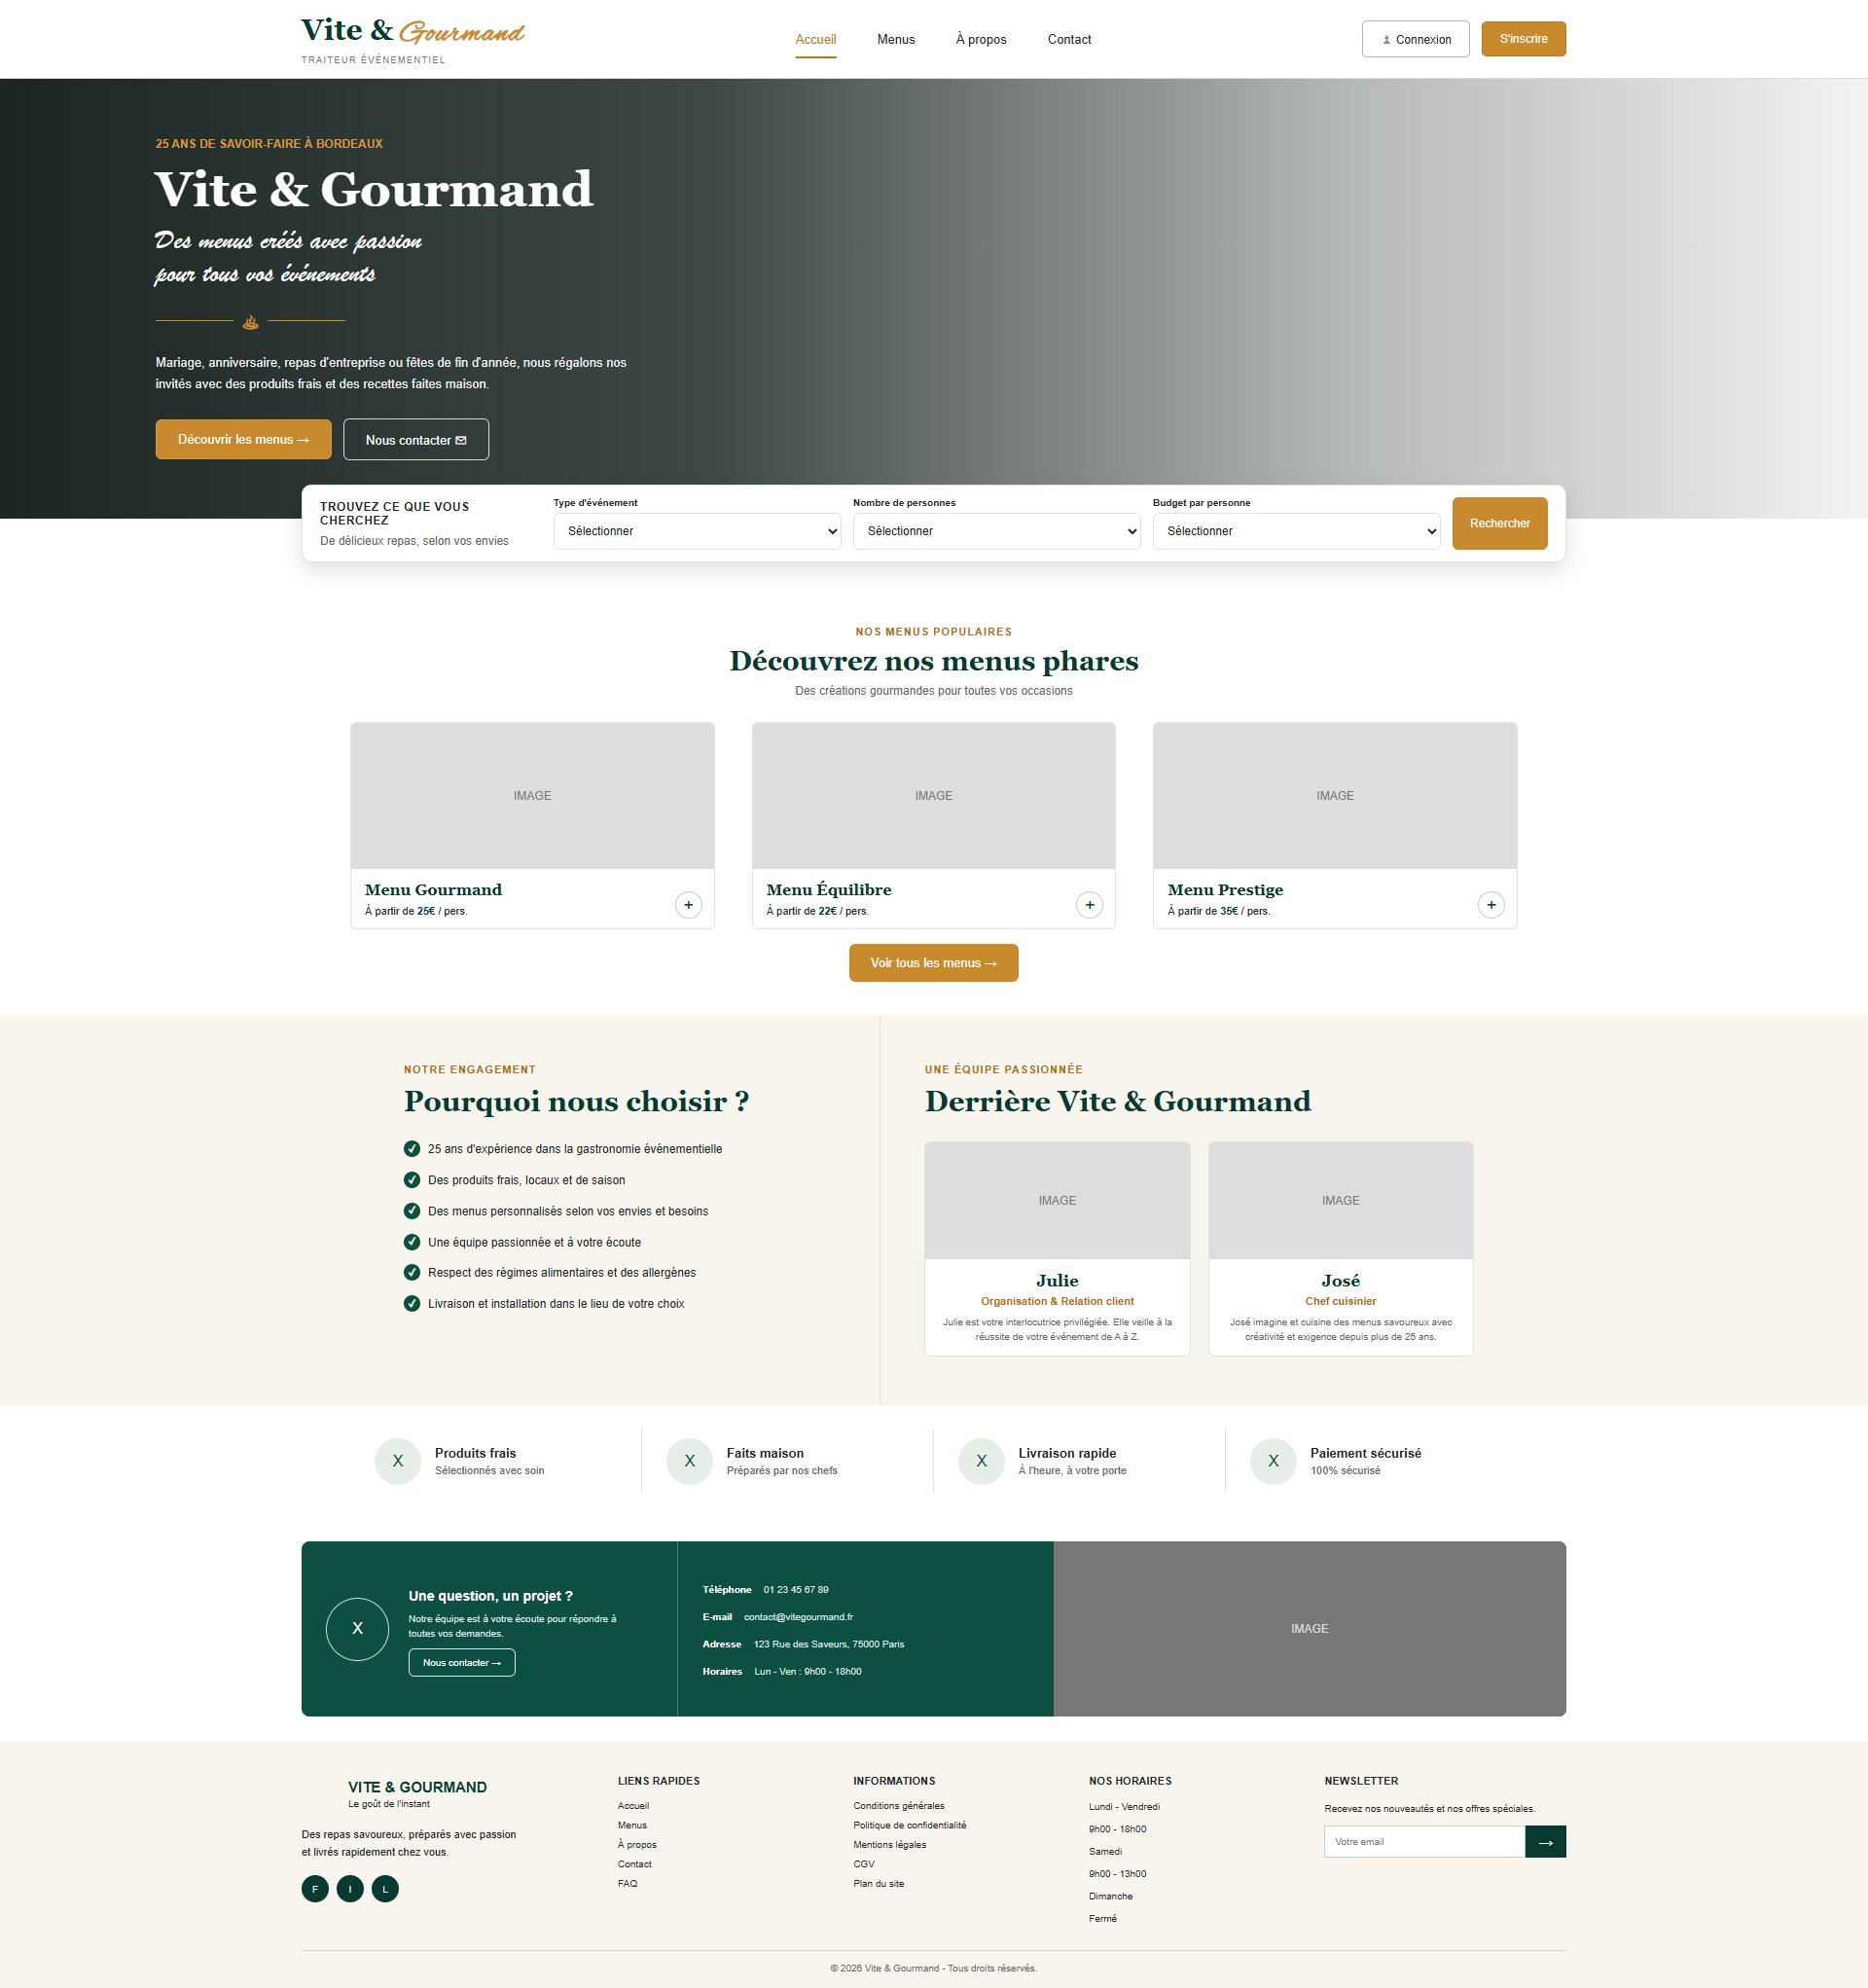 Vite & Gourmand
TRAITEUR ÉVÉNEMENTIEL
Accueil
Menus
À propos
Contact
Connexion
S'inscrire
25 ANS DE SAVOIR-FAIRE À BORDEAUX
Vite & Gourmand
Des menus créés avec passion
pour tous vos événements
Mariage, anniversaire, repas d'entreprise ou fêtes de fin d'année, nous régalons nos
invités avec des produits frais et des recettes faites maison.
Découvrir les menus →
Nous contacter
TROUVEZ CE QUE VOUS
CHERCHEZ
De délicieux repas, selon vos envies
Type d'événement
Sélectionner
Nombre de personnes
Sélectionner
Budget par personne
Sélectionner
Rechercher
NOS MENUS POPULAIRES
Découvrez nos menus phares
Des créations gourmandes pour toutes vos occasions
IMAGE
Menu Gourmand
À partir de 25€ / pers.
+
IMAGE
Menu Équilibre
À partir de 22€ / pers.
+
IMAGE
Menu Prestige
À partir de 35€ / pers.
+
Voir tous les menus →
NOTRE ENGAGEMENT
Pourquoi nous choisir ?
25 ans d'expérience dans la gastronomie événementielle
Des produits frais, locaux et de saison
Des menus personnalisés selon vos envies et besoins
Une équipe passionnée et à votre écoute
Respect des régimes alimentaires et des allergènes
Livraison et installation dans le lieu de votre choix
UNE ÉQUIPE PASSIONNÉE
Derrière Vite & Gourmand
IMAGE
Julie
Organisation & Relation client
Julie est votre interlocutrice privilégiée. Elle veille à la
réussite de votre événement de A à Z.
IMAGE
José
Chef cuisinier
José imagine et cuisine des menus savoureux avec
créativité et exigence depuis plus de 25 ans.
X
Produits frais
Sélectionnés avec soin
X
Faits maison
Préparés par nos chefs
X
Livraison rapide
À l'heure, à votre porte
X
Paiement sécurisé
100% sécurisé
X
Une question, un projet ?
Notre équipe est à votre écoute pour répondre à
toutes vos demandes.
Nous contacter →
Téléphone 01 23 45 67 89
E-mail contact@vitegourmand.fr
Adresse 123 Rue des Saveurs, 75000 Paris
Horaires Lun - Ven : 9h00 - 18h00
IMAGE
VITE & GOURMAND
Le goût de l'instant
Des repas savoureux, préparés avec passion
et livrés rapidement chez vous.
F
I
L
LIENS RAPIDES
Accueil
Menus
À propos
Contact
FAQ
INFORMATIONS
Conditions générales
Politique de confidentialité
Mentions légales
CGV
Plan du site
NOS HORAIRES
Lundi - Vendredi
9h00 - 18h00
Samedi
9h00 - 13h00
Dimanche
Fermé
NEWSLETTER
Recevez nos nouveautés et nos offres spéciales.
Votre email
→
© 2026 Vite & Gourmand - Tous droits réservés.